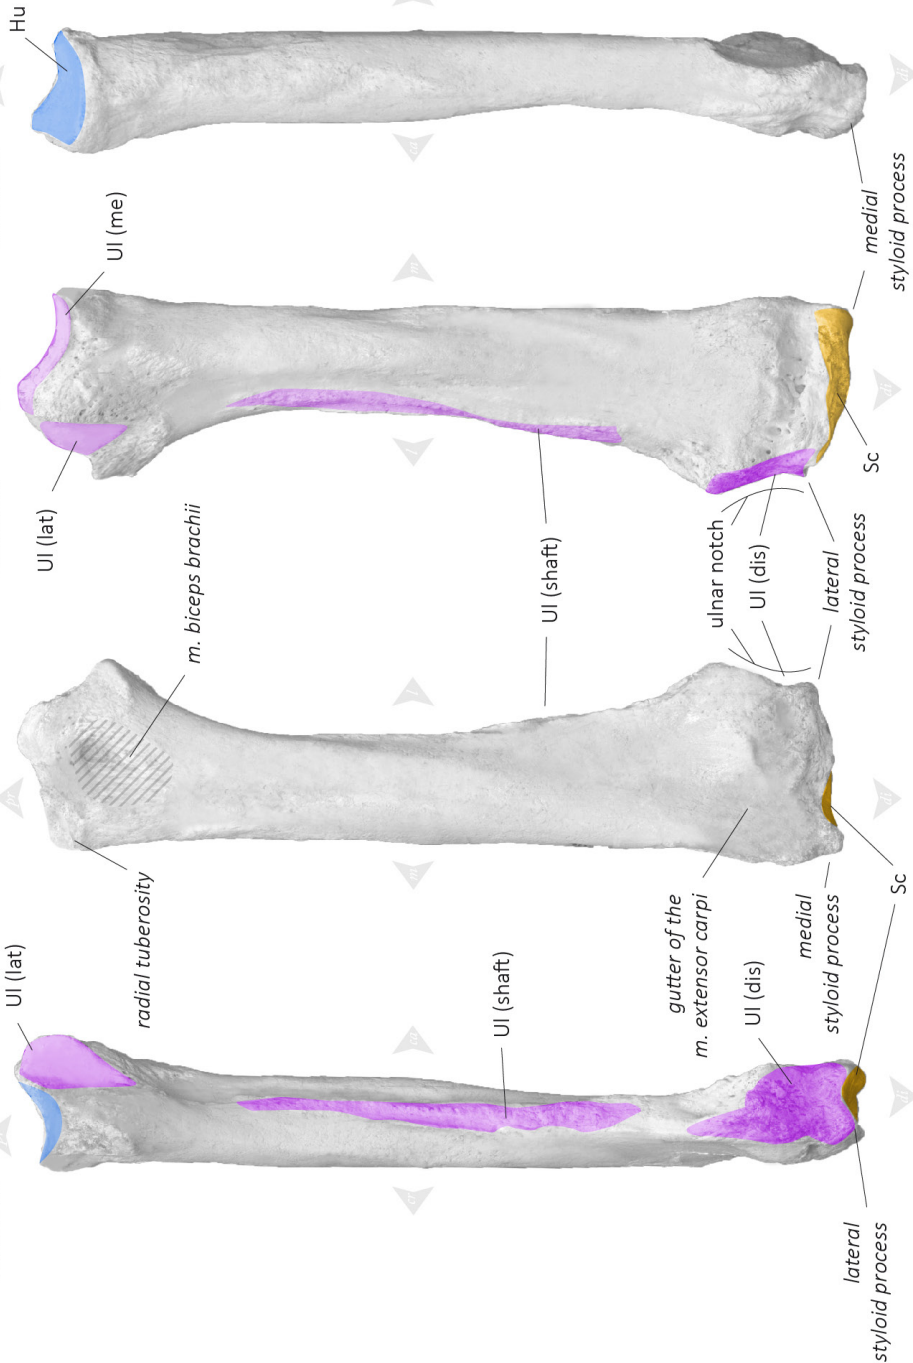 Ul (lat)
Ul (shaft)
Ul (dis)
lateral
styloid process
radial tuberosity
m. biceps brachii
gutter of the
m. extensor carpi
medial
styloid process
Sc
Ul (lat)
Ul (me)
Ul (shaft)
ulnar notch
Ul (dis)
lateral
styloid process
Sc
Hu
medial
styloid process